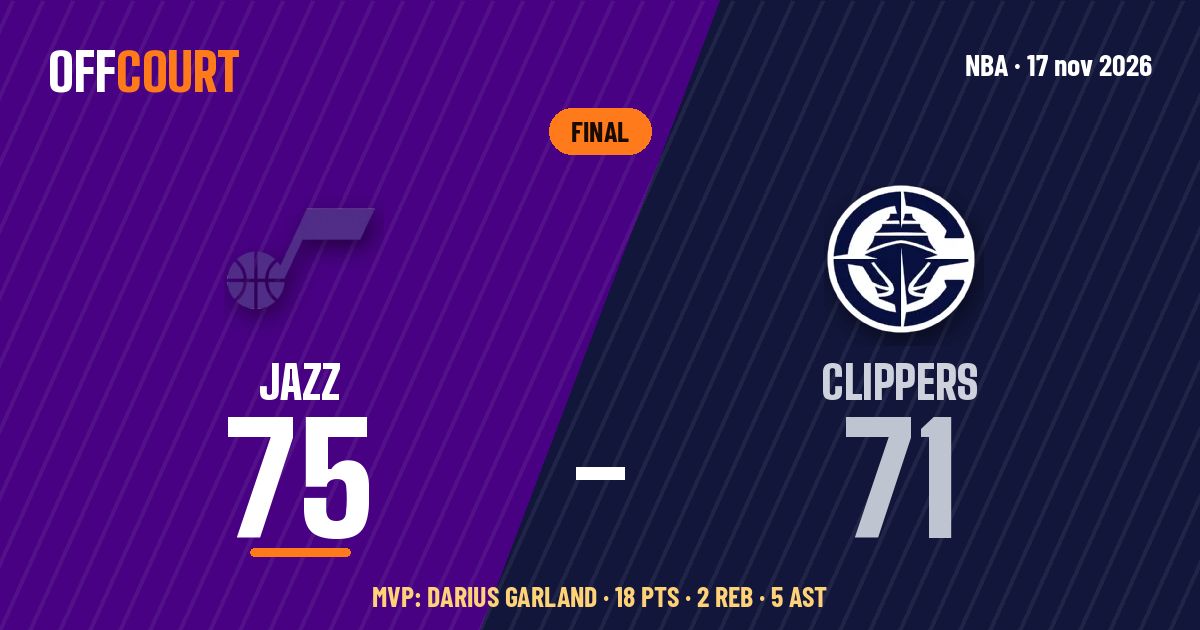 OFFCOURT
NBA · 17 nov 2026
FINAL
JAZZ
CLIPPERS
75 – 71
MVP: DARIUS GARLAND · 18 PTS · 2 REB · 5 AST